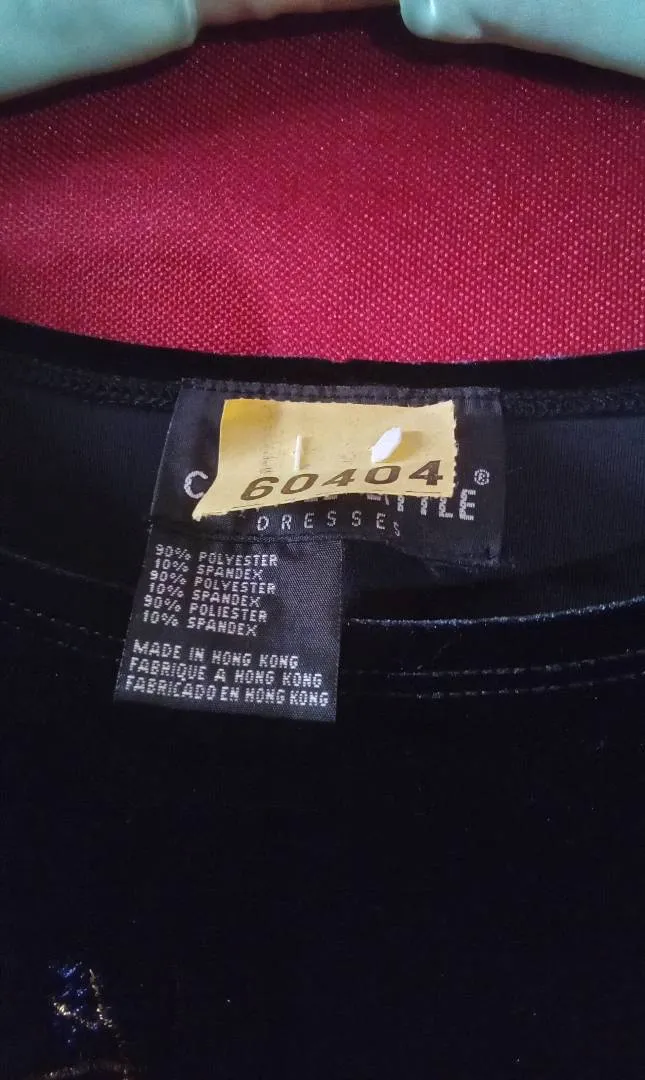 60404
®
DRESSES
90% POLYESTER
10% SPANDEX
90% POLYESTER
10% SPANDEX
90% POLIESTER
10% SPANDEX
MADE IN HONG KONG
FABRIQUE A HONG KONG
FABRICADO EN HONG KONG